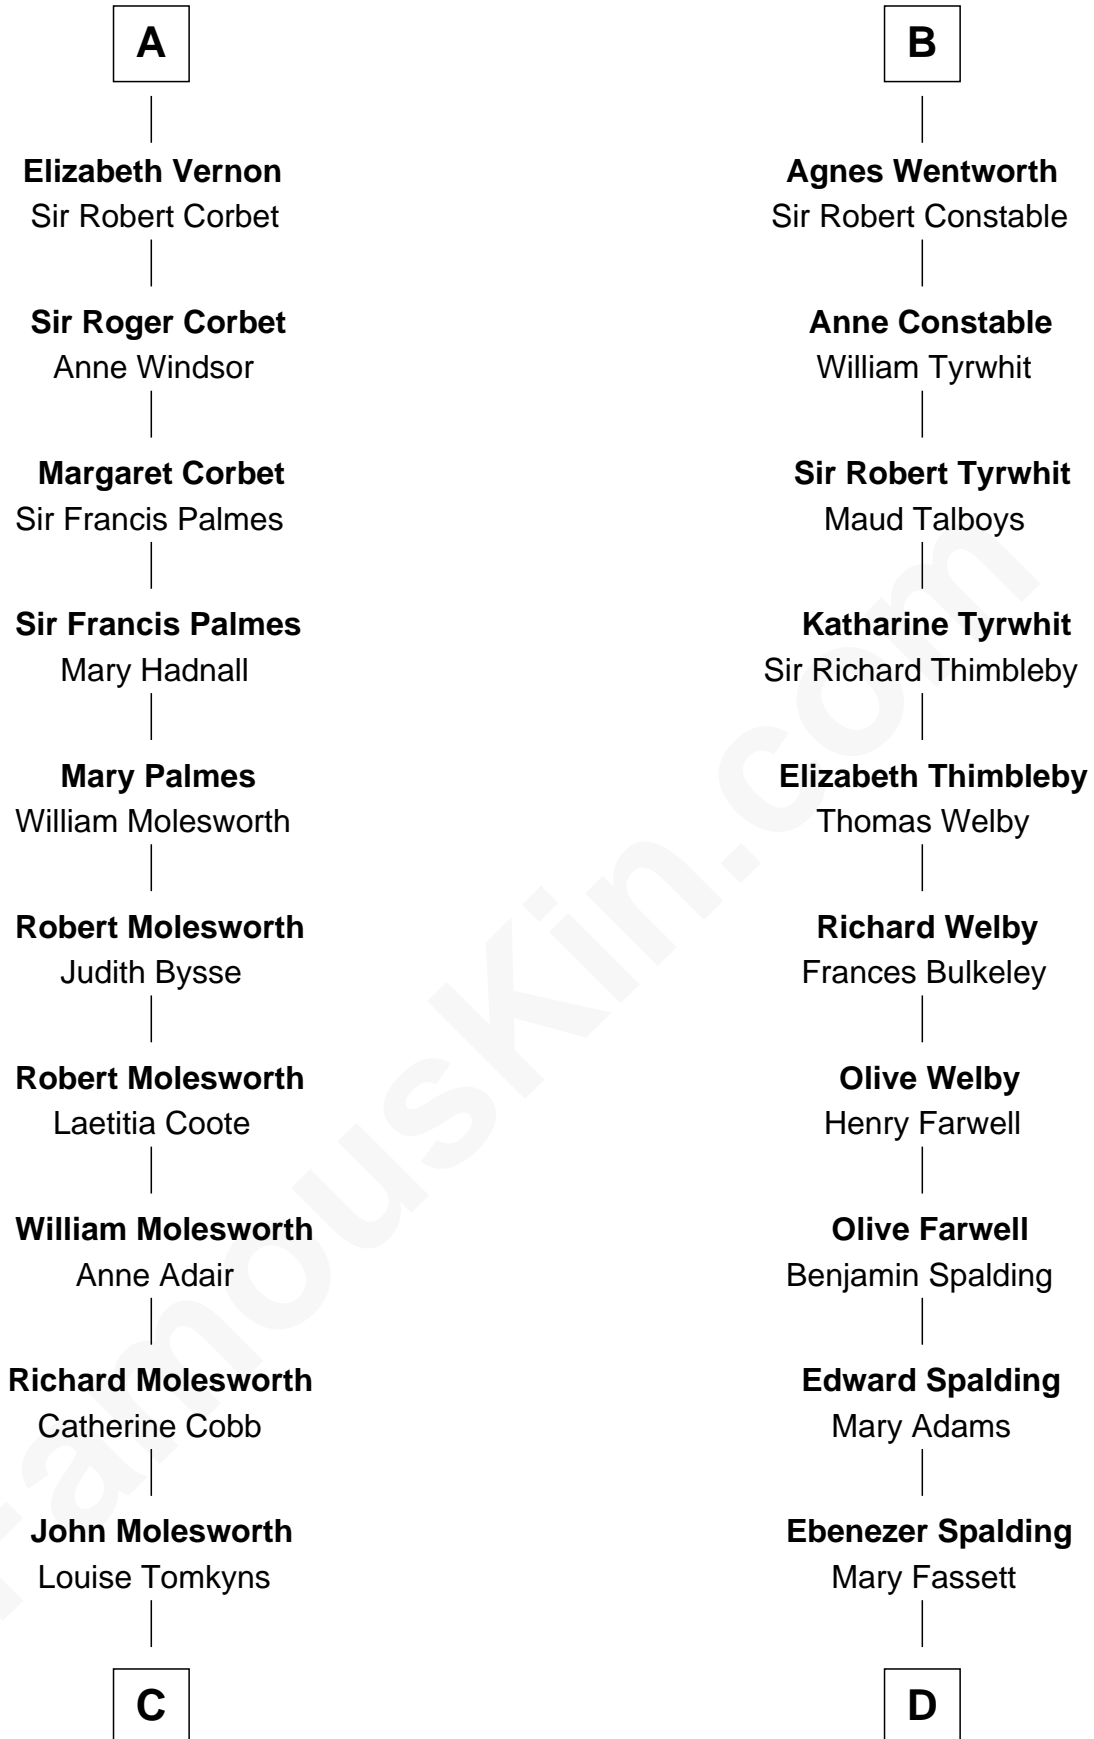 A
Elizabeth Vernon
Sir Robert Corbet
Sir Roger Corbet
Anne Windsor
Margaret Corbet
Sir Francis Palmes
Sir Francis Palmes
Mary Hadnall
Mary Palmes
William Molesworth
Robert Molesworth
Judith Bysse
Robert Molesworth
Laetitia Coote
William Molesworth
Anne Adair
Richard Molesworth
Catherine Cobb
John Molesworth
Louise Tomkyns
C
B
Agnes Wentworth
Sir Robert Constable
Anne Constable
William Tyrwhit
Sir Robert Tyrwhit
Maud Talboys
Katharine Tyrwhit
Sir Richard Thimbleby
Elizabeth Thimbleby
Thomas Welby
Richard Welby
Frances Bulkeley
Olive Welby
Henry Farwell
Olive Farwell
Benjamin Spalding
Edward Spalding
Mary Adams
Ebenezer Spalding
Mary Fassett
D
FamousKin.com